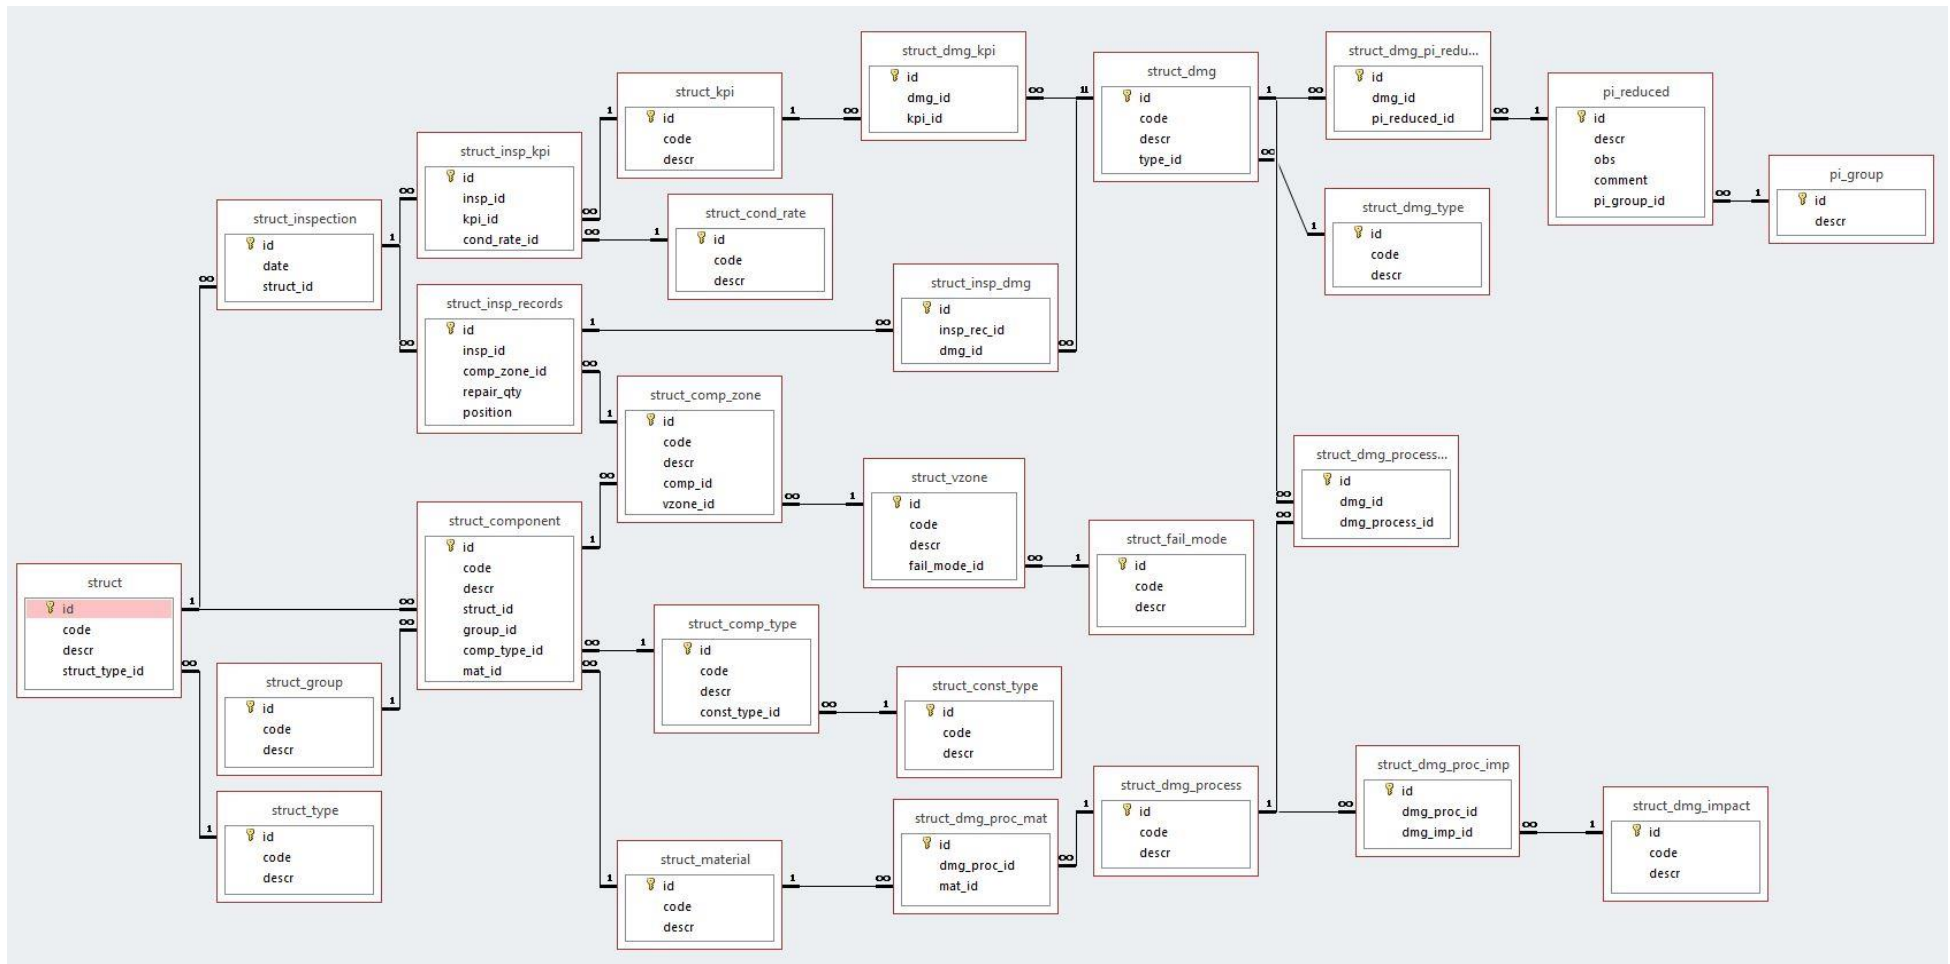 struct
id
code
descr
struct_type_id
struct_inspection
id
date
struct_id
struct_group
id
code
descr
struct_type
id
code
descr
struct_insp_kpi
id
insp_id
kpi_id
cond_rate_id
struct_insp_records
id
insp_id
comp_zone_id
repair_qty
position
struct_component
id
code
descr
struct_id
group_id
comp_type_id
mat_id
struct_kpi
id
code
descr
struct_cond_rate
id
code
descr
struct_comp_zone
id
code
descr
comp_id
vzone_id
struct_comp_type
id
code
descr
const_type_id
struct_material
id
code
descr
struct_dmg_kpi
id
dmg_id
kpi_id
struct_insp_dmg
id
insp_rec_id
dmg_id
struct_vzone
id
code
descr
fail_mode_id
struct_const_type
id
code
descr
struct_dmg_proc_mat
id
dmg_proc_id
mat_id
struct_dmg
id
code
descr
type_id
struct_fail_mode
id
code
descr
struct_dmg_process
id
code
descr
struct_dmg_pi_redu...
id
dmg_id
pi_reduced_id
struct_dmg_type
id
code
descr
struct_dmg_process...
id
dmg_id
dmg_process_id
struct_dmg_proc_imp
id
dmg_proc_id
dmg_imp_id
pi_reduced
id
descr
obs
comment
pi_group_id
struct_dmg_impact
id
code
descr
pi_group
id
descr